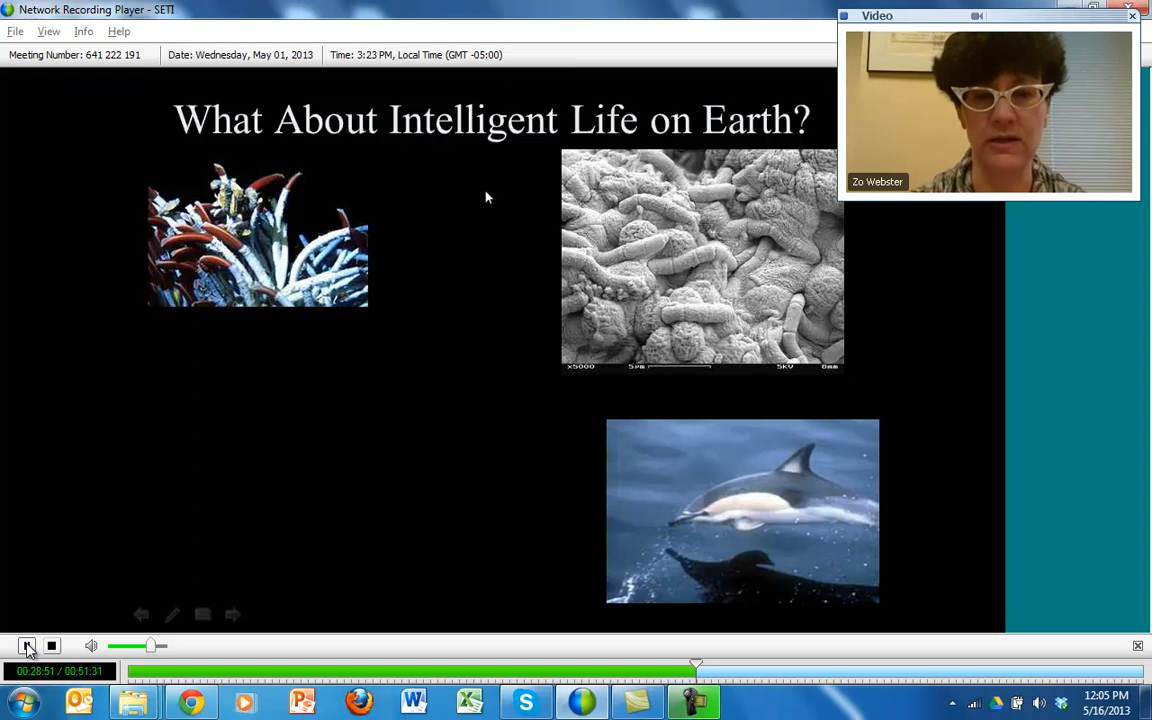 Network Recording Player - SETI
File View Info Help
Meeting Number: 641 222 191 Date: Wednesday, May 01, 2013 Time: 3:23 PM, Local Time (GMT -05:00)
Video
Zo Webster
What About Intelligent Life on Earth?
x5000 5µm 5kV 8mm
00:28:51 / 00:51:31
12:05 PM
5/16/2013